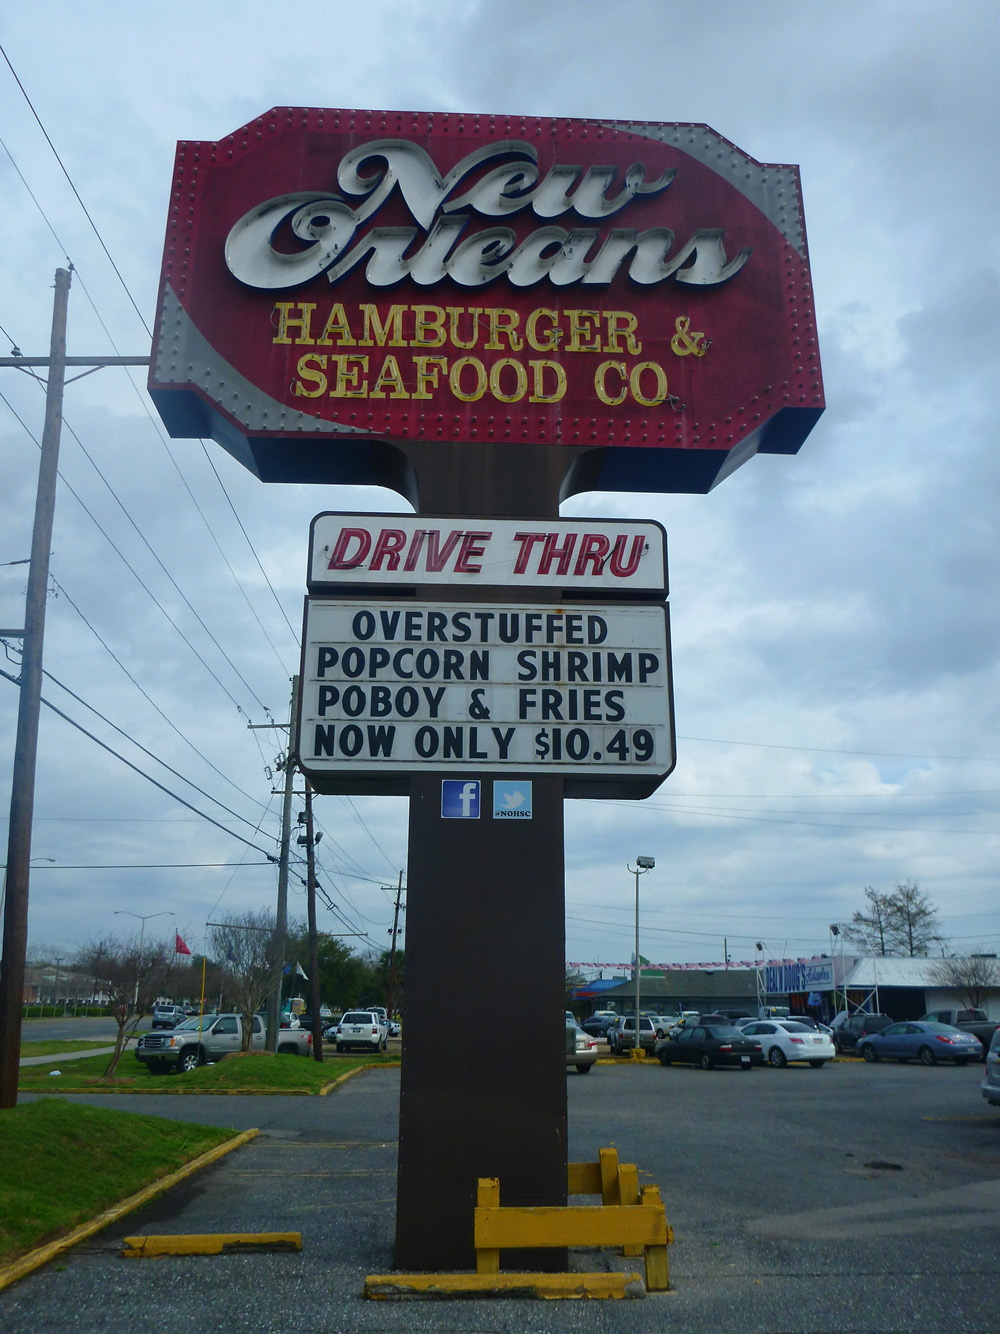 New
Orleans
HAMBURGER &
SEAFOOD CO
DRIVE THRU
OVERSTUFFED
POPCORN SHRIMP
POBOY & FRIES
NOW ONLY $10.49
f
@NOHSC